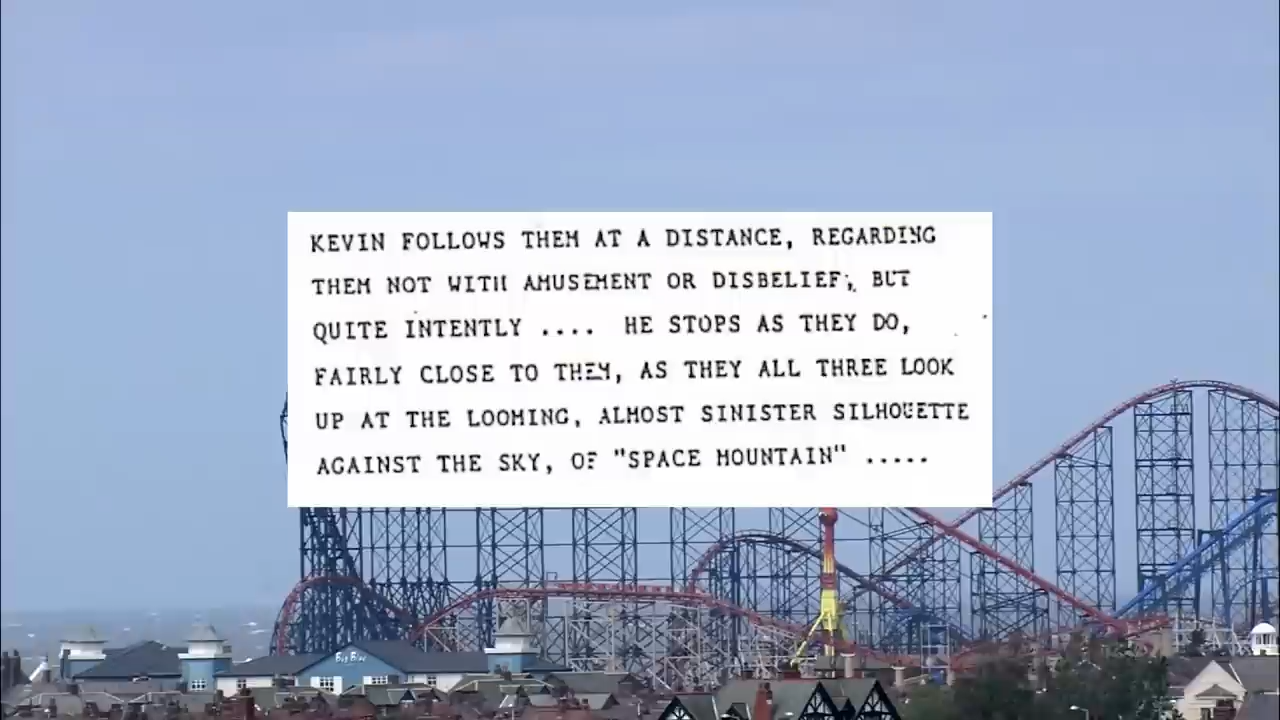 KEVIN FOLLOWS THEM AT A DISTANCE, REGARDING
THEM NOT WITH AMUSEMENT OR DISBELIEF, BUT
QUITE INTENTLY .... HE STOPS AS THEY DO,
FAIRLY CLOSE TO THEM, AS THEY ALL THREE LOOK
UP AT THE LOOMING, ALMOST SINISTER SILHOUETTE
AGAINST THE SKY, OF "SPACE MOUNTAIN" .....
Big Blue